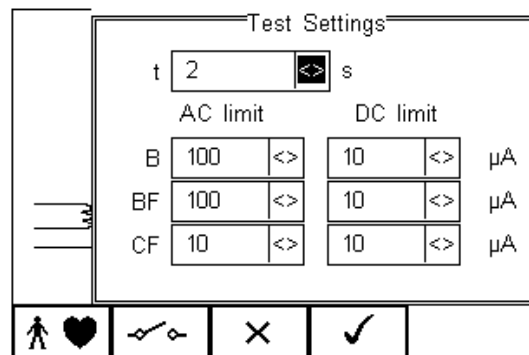 Test Settings
t 2 <> s
AC limit DC limit
B 100 <> 10 <> µA
BF 100 <> 10 <> µA
CF 10 <> 10 <> µA